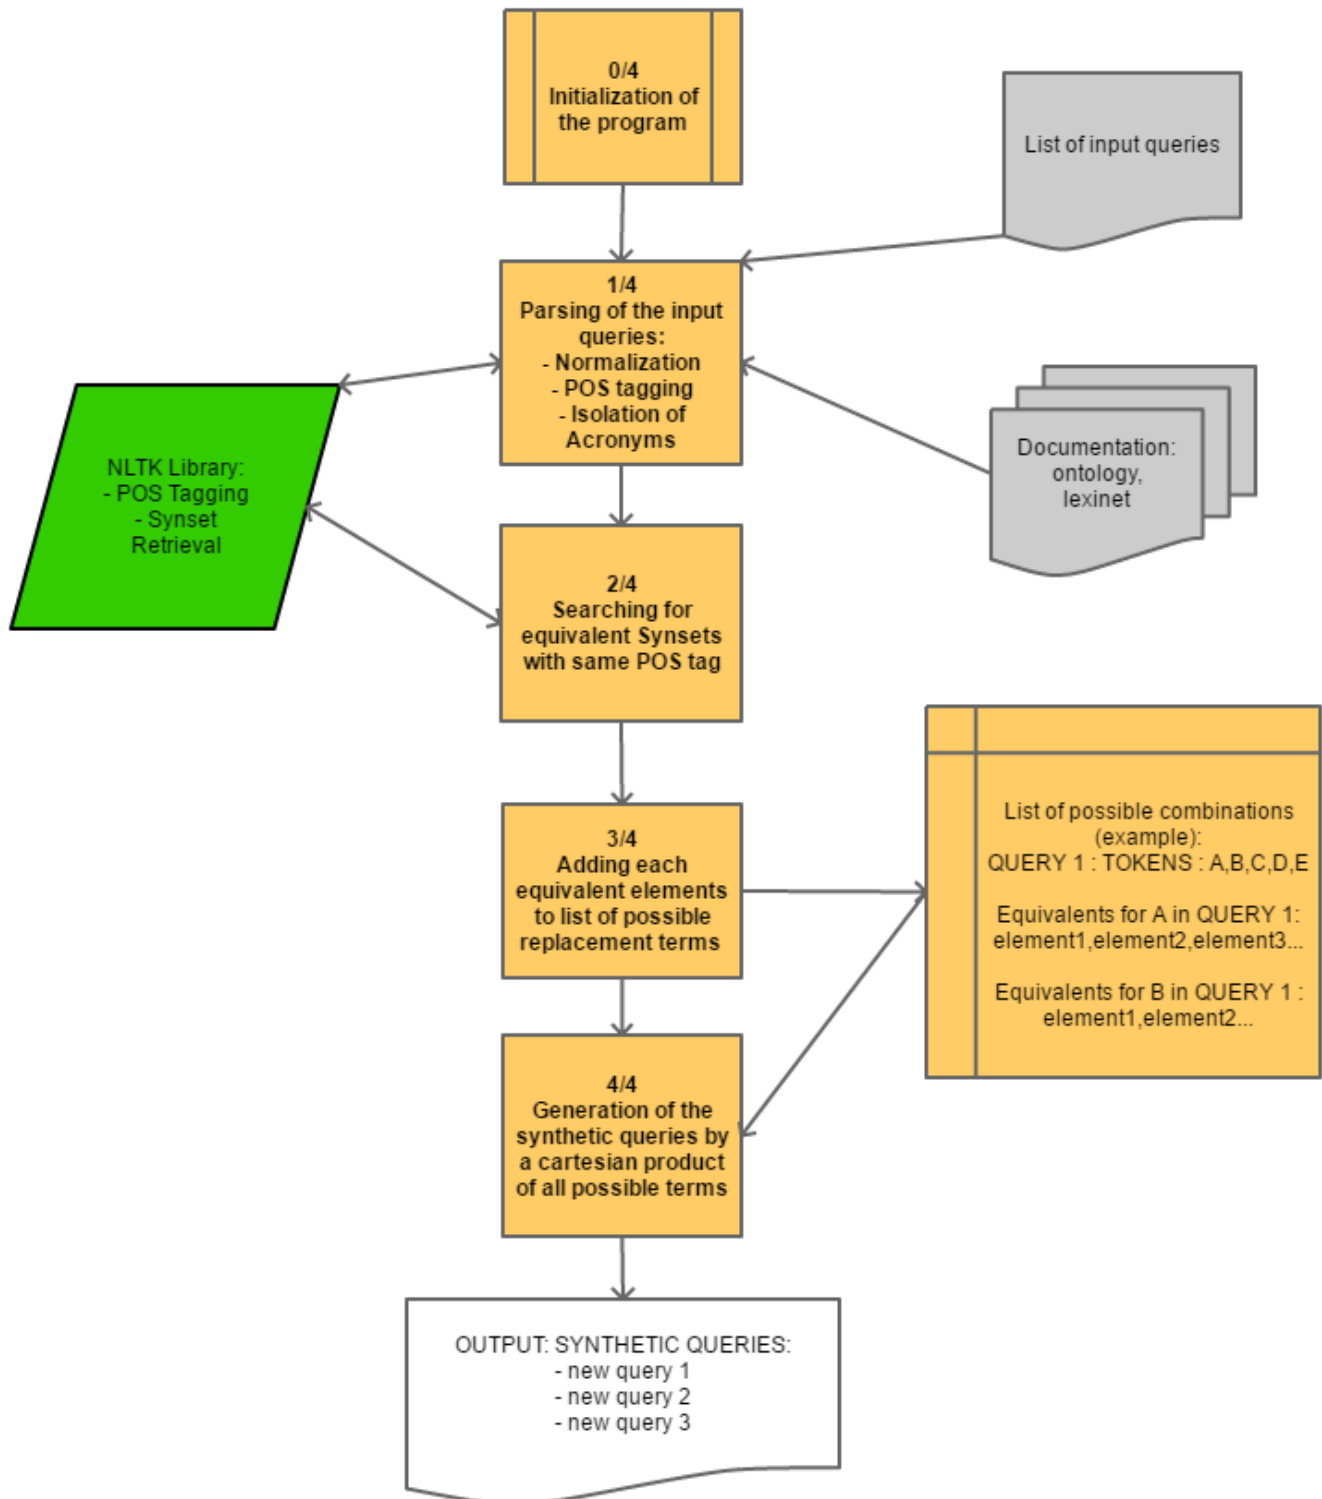 0/4
Initialization of
the program
List of input queries
1/4
Parsing of the input
queries:
- Normalization
- POS tagging
- Isolation of
Acronyms
NLTK Library:
- POS Tagging
- Synset
Retrieval
Documentation:
ontology,
lexinet
2/4
Searching for
equivalent Synsets
with same POS tag
3/4
Adding each
equivalent elements
to list of possible
replacement terms
List of possible combinations
(example):
QUERY 1 : TOKENS : A,B,C,D,E
Equivalents for A in QUERY 1:
element1,element2,element3...
Equivalents for B in QUERY 1 :
element1,element2...
4/4
Generation of the
synthetic queries by
a cartesian product
of all possible terms
OUTPUT: SYNTHETIC QUERIES:
- new query 1
- new query 2
- new query 3